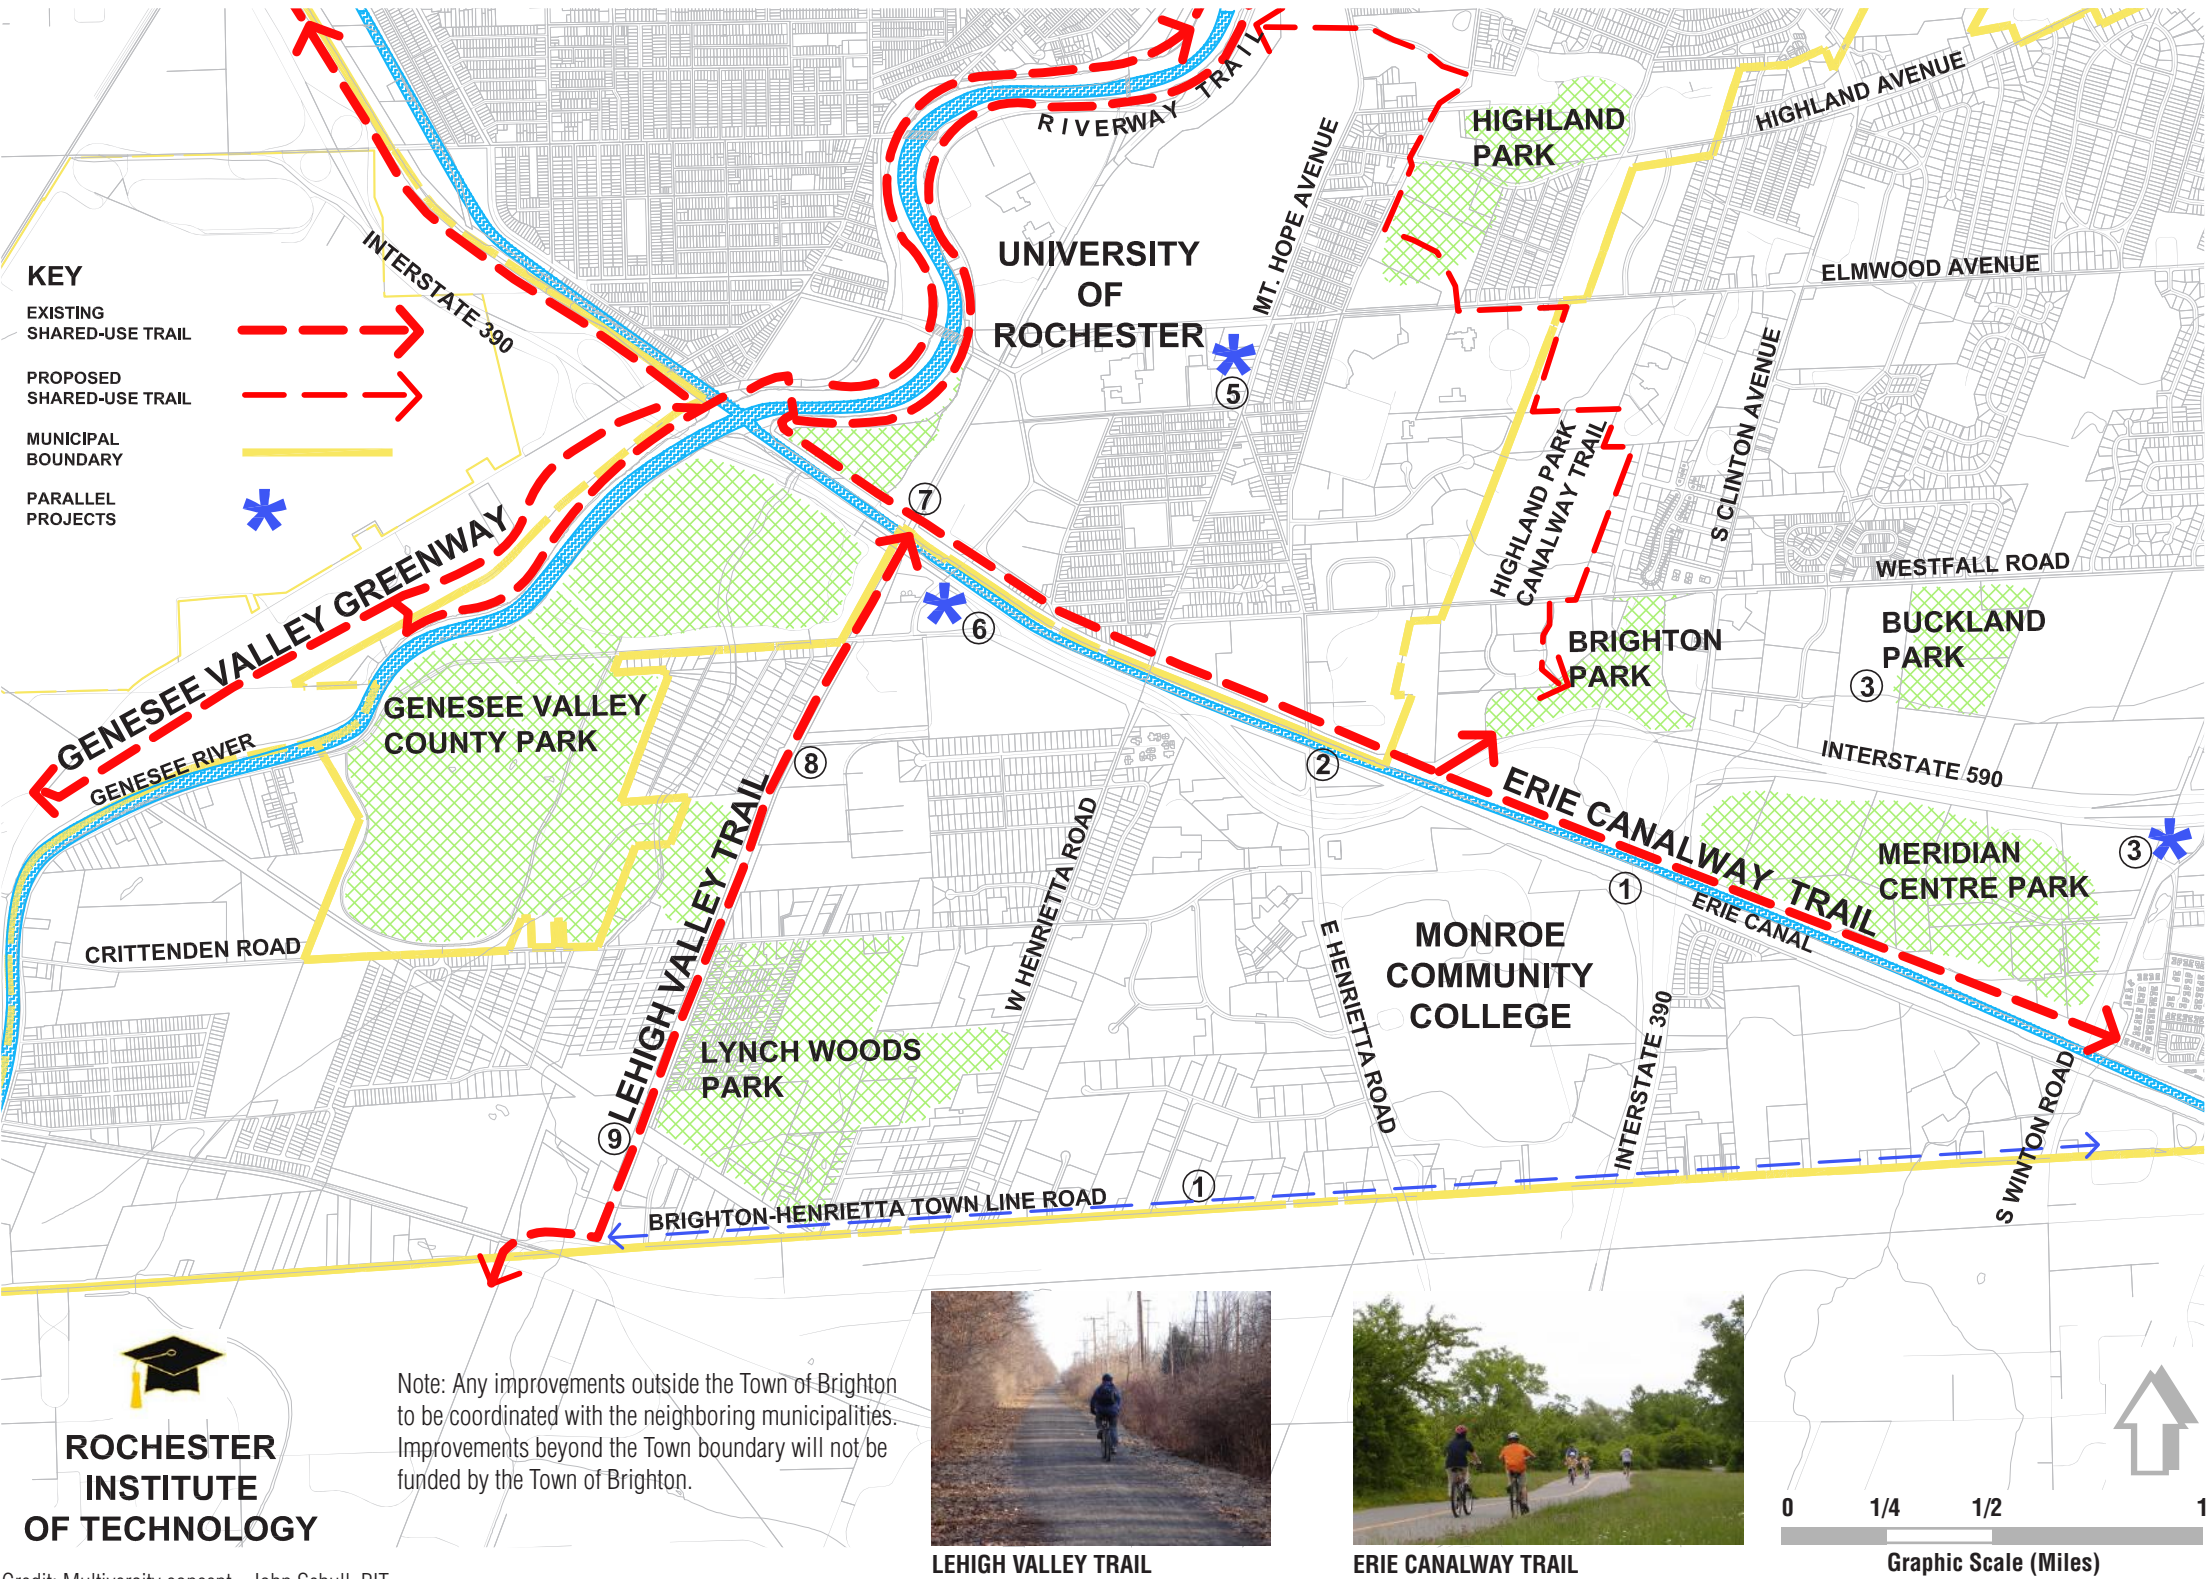 RIVERWAY TRAIL
HIGHLAND AVENUE
HIGHLAND
PARK
MT. HOPE AVENUE
INTERSTATE 390
UNIVERSITY
OF
ROCHESTER
ELMWOOD AVENUE
KEY
EXISTING
SHARED-USE TRAIL
PROPOSED
SHARED-USE TRAIL
MUNICIPAL
BOUNDARY
PARALLEL
PROJECTS
5
S CLINTON AVENUE
HIGHLAND PARK
CANALWAY TRAIL
7
WESTFALL ROAD
GENESEE VALLEY GREENWAY
6
BRIGHTON
PARK
BUCKLAND
PARK
3
GENESEE VALLEY
COUNTY PARK
GENESEE RIVER
8
2
INTERSTATE 590
ERIE CANALWAY TRAIL
MERIDIAN
CENTRE PARK
3
1
ERIE CANAL
LEHIGH VALLEY TRAIL
W HENRIETTA ROAD
E HENRIETTA ROAD
CRITTENDEN ROAD
MONROE
COMMUNITY
COLLEGE
INTERSTATE 390
LYNCH WOODS
PARK
9
S WINTON ROAD
1
BRIGHTON-HENRIETTA TOWN LINE ROAD
ROCHESTER
INSTITUTE
OF TECHNOLOGY
Note: Any improvements outside the Town of Brighton
to be coordinated with the neighboring municipalities.
Improvements beyond the Town boundary will not be
funded by the Town of Brighton.
LEHIGH VALLEY TRAIL
ERIE CANALWAY TRAIL
0 1/4 1/2 1
Graphic Scale (Miles)
Credit: Multiversity concept - John Schull, RIT